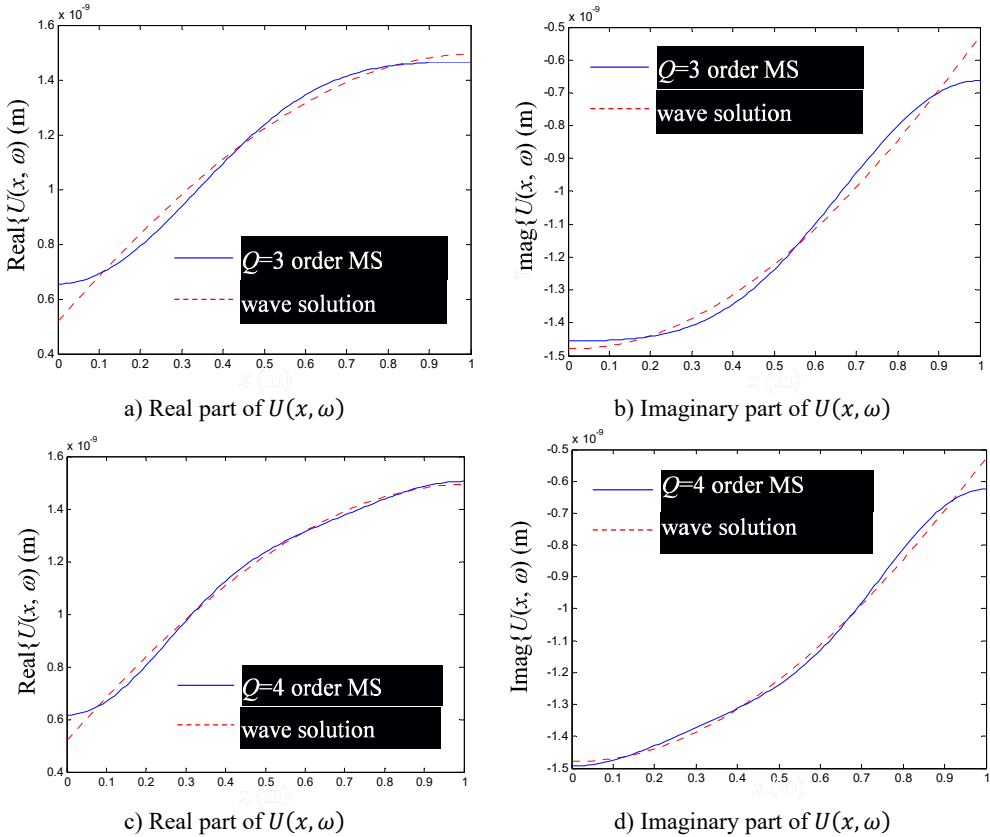 x 10⁻⁹
1.6
1.4
1.2
1
0.8
0.6
0.4
Real{U(x, ω) (m)
Q=3 order MS
wave solution
0 0.1 0.2 0.3 0.4 0.5 0.6 0.7 0.8 0.9 1
x (m)
a) Real part of U(x, ω)
x 10⁻⁹
-0.5
-0.6
-0.7
-0.8
-0.9
-1
-1.1
-1.2
-1.3
-1.4
-1.5
mag{U(x, ω) (m)
Q=3 order MS
wave solution
0 0.1 0.2 0.3 0.4 0.5 0.6 0.7 0.8 0.9 1
x (m)
b) Imaginary part of U(x, ω)
x 10⁻⁹
1.6
1.4
1.2
1
0.8
0.6
0.4
Real{U(x, ω) (m)
Q=4 order MS
wave solution
0 0.1 0.2 0.3 0.4 0.5 0.6 0.7 0.8 0.9 1
x (m)
c) Real part of U(x, ω)
x 10⁻⁹
-0.5
-0.6
-0.7
-0.8
-0.9
-1
-1.1
-1.2
-1.3
-1.4
-1.5
Imag{U(x, ω) (m)
Q=4 order MS
wave solution
0 0.1 0.2 0.3 0.4 0.5 0.6 0.7 0.8 0.9 1
x (m)
d) Imaginary part of U(x, ω)